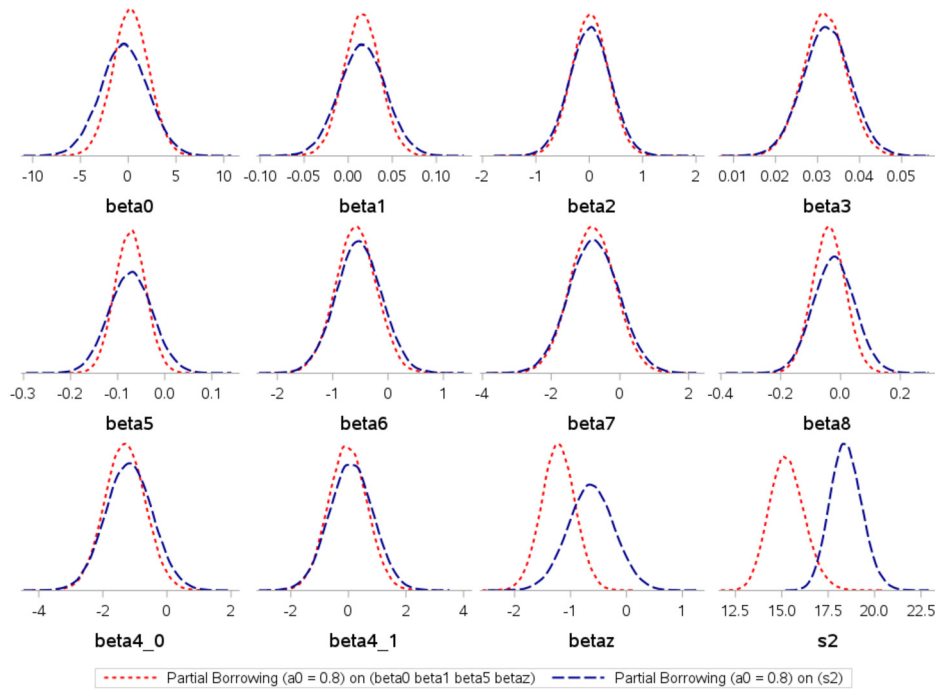 -10 -5 0 5 10 -0.10 -0.05 0.00 0.05 0.10 -2 -1 0 1 2 0.01 0.02 0.03 0.04 0.05
beta0 beta1 beta2 beta3
-0.3 -0.2 -0.1 0.0 0.1 -2 -1 0 1 -4 -2 0 2 -0.4 -0.2 0.0 0.2
beta5 beta6 beta7 beta8
-4 -2 0 2 -2 0 2 4 -2 -1 0 1 12.5 15.0 17.5 20.0 22.5
beta4_0 beta4_1 betaz s2
Partial Borrowing (a0 = 0.8) on (beta0 beta1 beta5 betaz) Partial Borrowing (a0 = 0.8) on (s2)